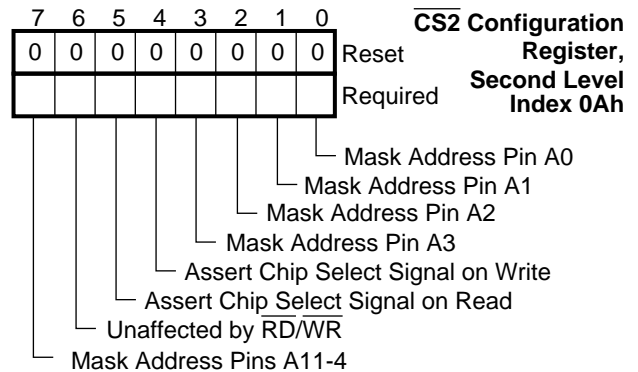 7 6 5 4 3 2 1 0
CS2 Configuration
Register,
Second Level
Index 0Ah
0 0 0 0 0 0 0 0 Reset
Required
Mask Address Pin A0
Mask Address Pin A1
Mask Address Pin A2
Mask Address Pin A3
Assert Chip Select Signal on Write
Assert Chip Select Signal on Read
Unaffected by RD/WR
Mask Address Pins A11-4